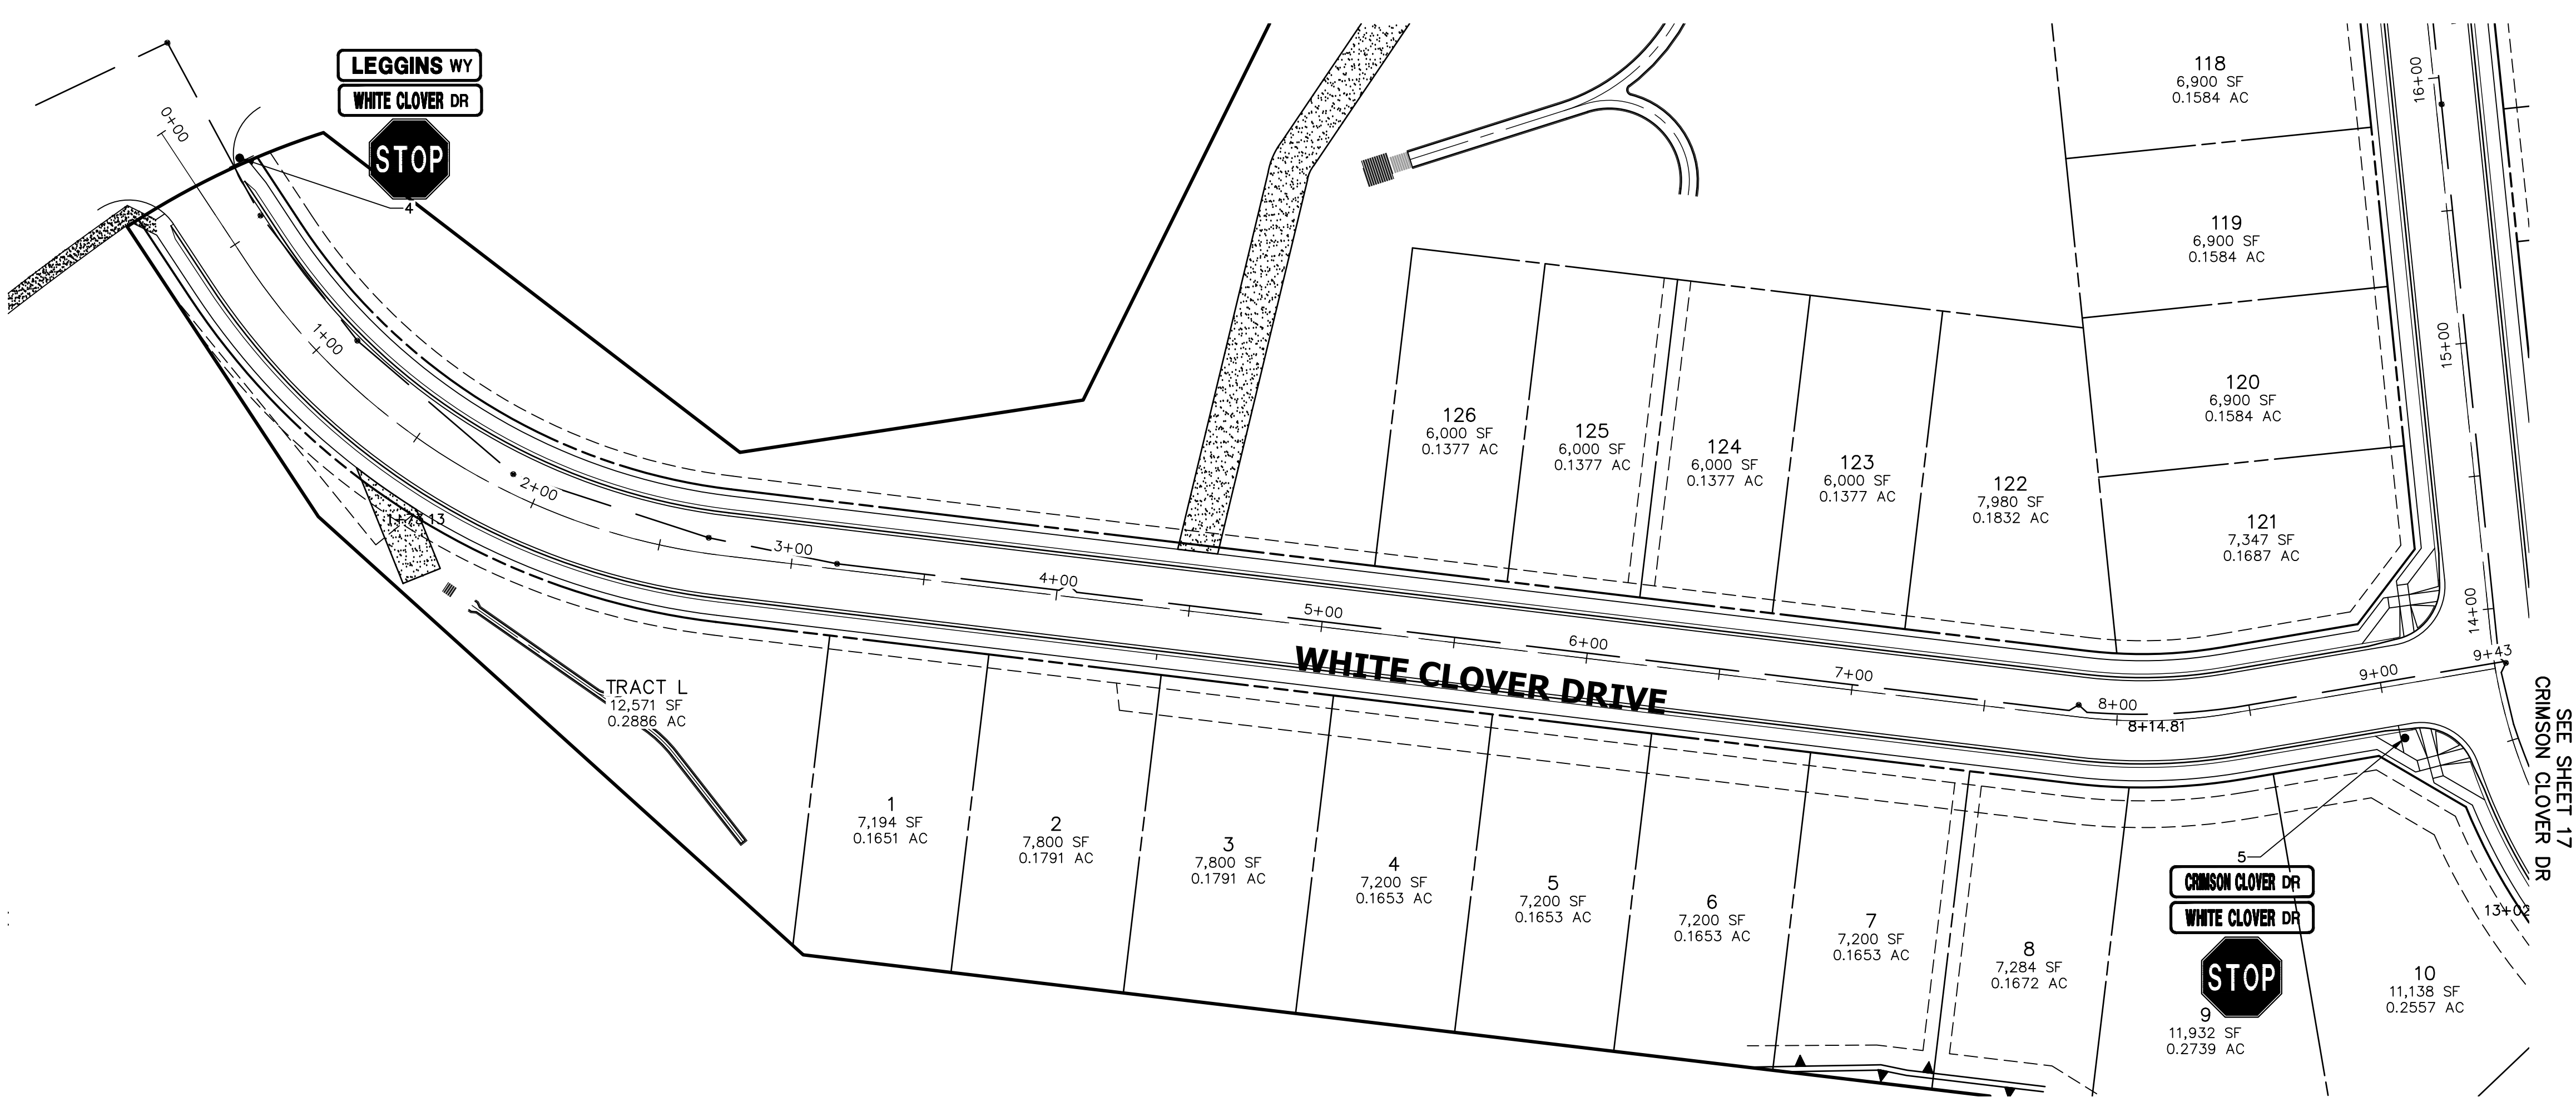 LEGGINS WY
WHITE CLOVER DR
STOP
4
0+00
1+00
1+73.13
2+00
3+00
4+00
5+00
6+00
7+00
8+00
8+14.81
9+00
9+43
WHITE CLOVER DRIVE
16+00
15+00
14+00
13+02
118
6,900 SF
0.1584 AC
119
6,900 SF
0.1584 AC
120
6,900 SF
0.1584 AC
121
7,347 SF
0.1687 AC
126
6,000 SF
0.1377 AC
125
6,000 SF
0.1377 AC
124
6,000 SF
0.1377 AC
123
6,000 SF
0.1377 AC
122
7,980 SF
0.1832 AC
TRACT L
12,571 SF
0.2886 AC
1
7,194 SF
0.1651 AC
2
7,800 SF
0.1791 AC
3
7,800 SF
0.1791 AC
4
7,200 SF
0.1653 AC
5
7,200 SF
0.1653 AC
6
7,200 SF
0.1653 AC
7
7,200 SF
0.1653 AC
8
7,284 SF
0.1672 AC
5
CRIMSON CLOVER DR
WHITE CLOVER DR
STOP
9
11,932 SF
0.2739 AC
10
11,138 SF
0.2557 AC
SEE SHEET 17
CRIMSON CLOVER DR